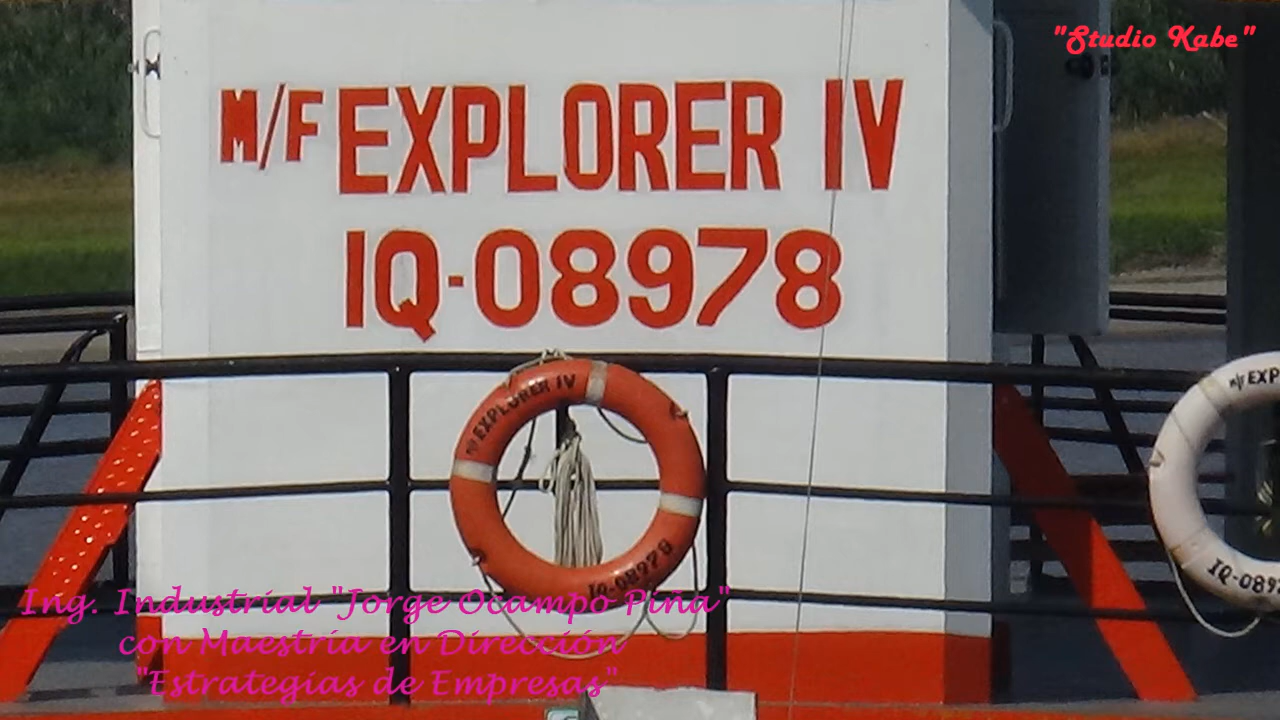 "Studio Kabe"
M/F EXPLORER IV
IQ-08978
M/F EXPLORER IV
IQ-08978
M/F EXP
IQ-089
Ing. Industrial "Jorge Ocampo Piña"
con Maestría en Dirección
"Estrategias de Empresas"